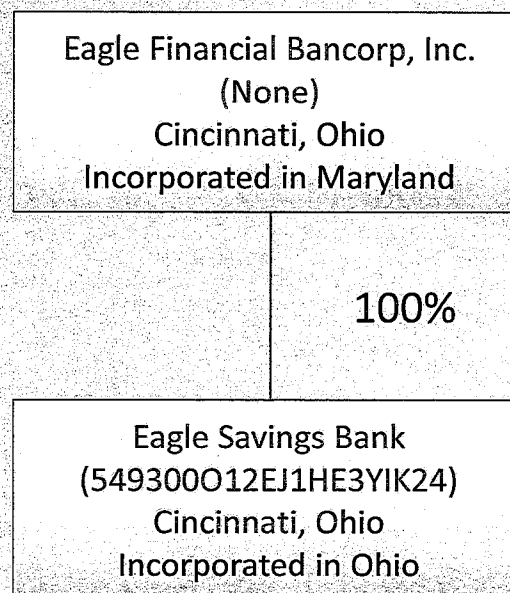 Eagle Financial Bancorp, Inc.
(None)
Cincinnati, Ohio
Incorporated in Maryland
100%
Eagle Savings Bank
(549300O12EJ1HE3YIK24)
Cincinnati, Ohio
Incorporated in Ohio